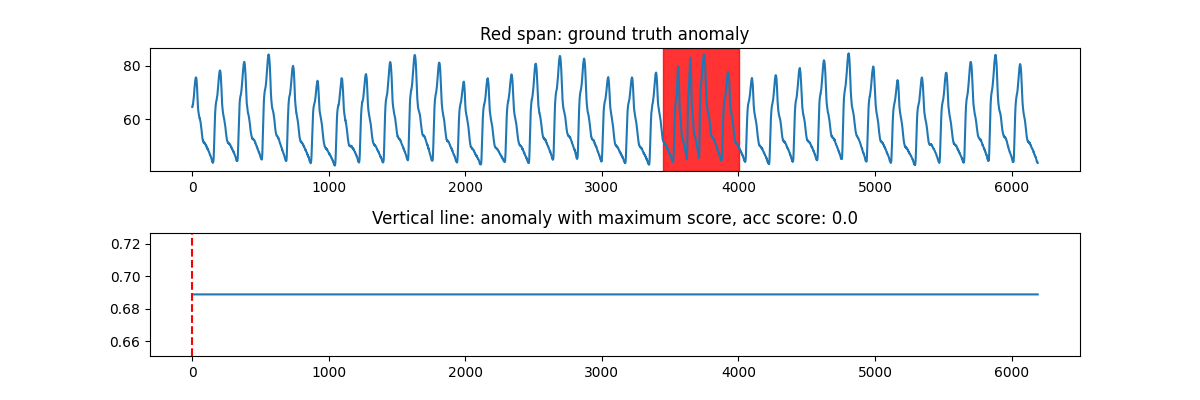 Red span: ground truth anomaly
80
60
0 1000 2000 3000 4000 5000 6000
Vertical line: anomaly with maximum score, acc score: 0.0
0.72
0.70
0.68
0.66
0 1000 2000 3000 4000 5000 6000